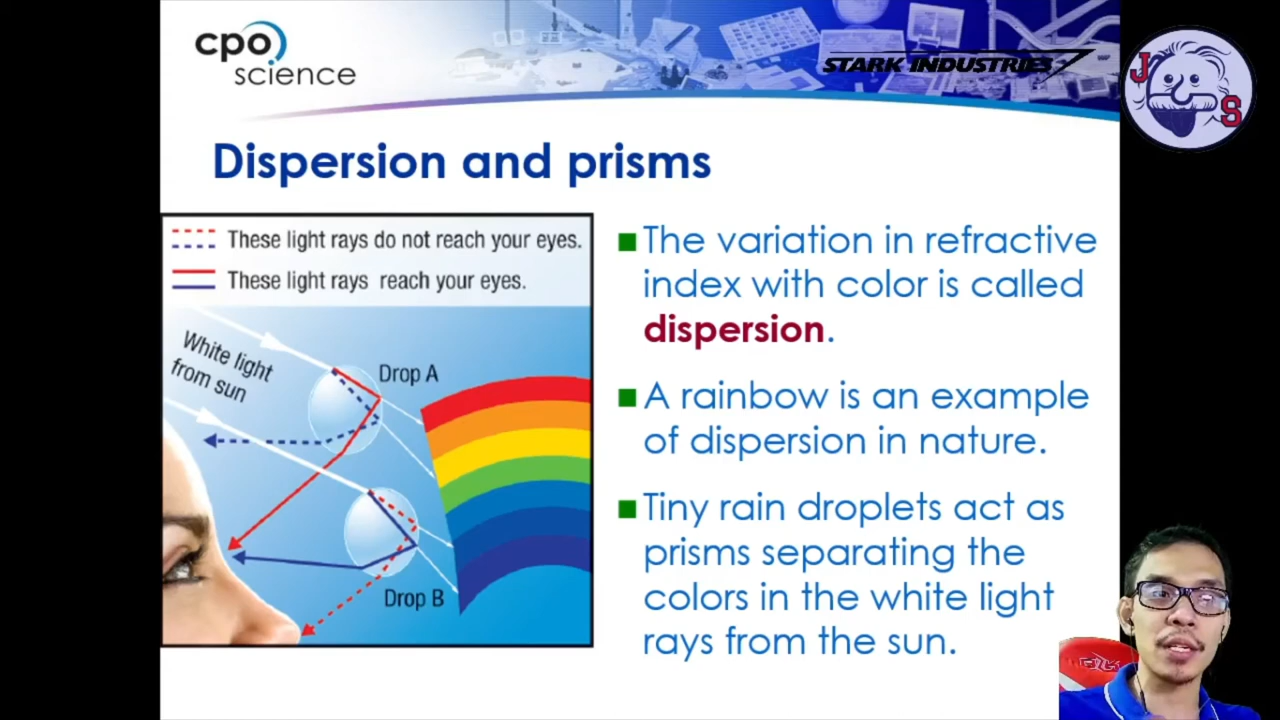 cpo
science
STARK INDUSTRIES
J
S
Dispersion and prisms
These light rays do not reach your eyes.
These light rays reach your eyes.
White light
from sun
Drop A
Drop B
■ The variation in refractive
index with color is called
dispersion.
■ A rainbow is an example
of dispersion in nature.
■ Tiny rain droplets act as
prisms separating the
colors in the white light
rays from the sun.